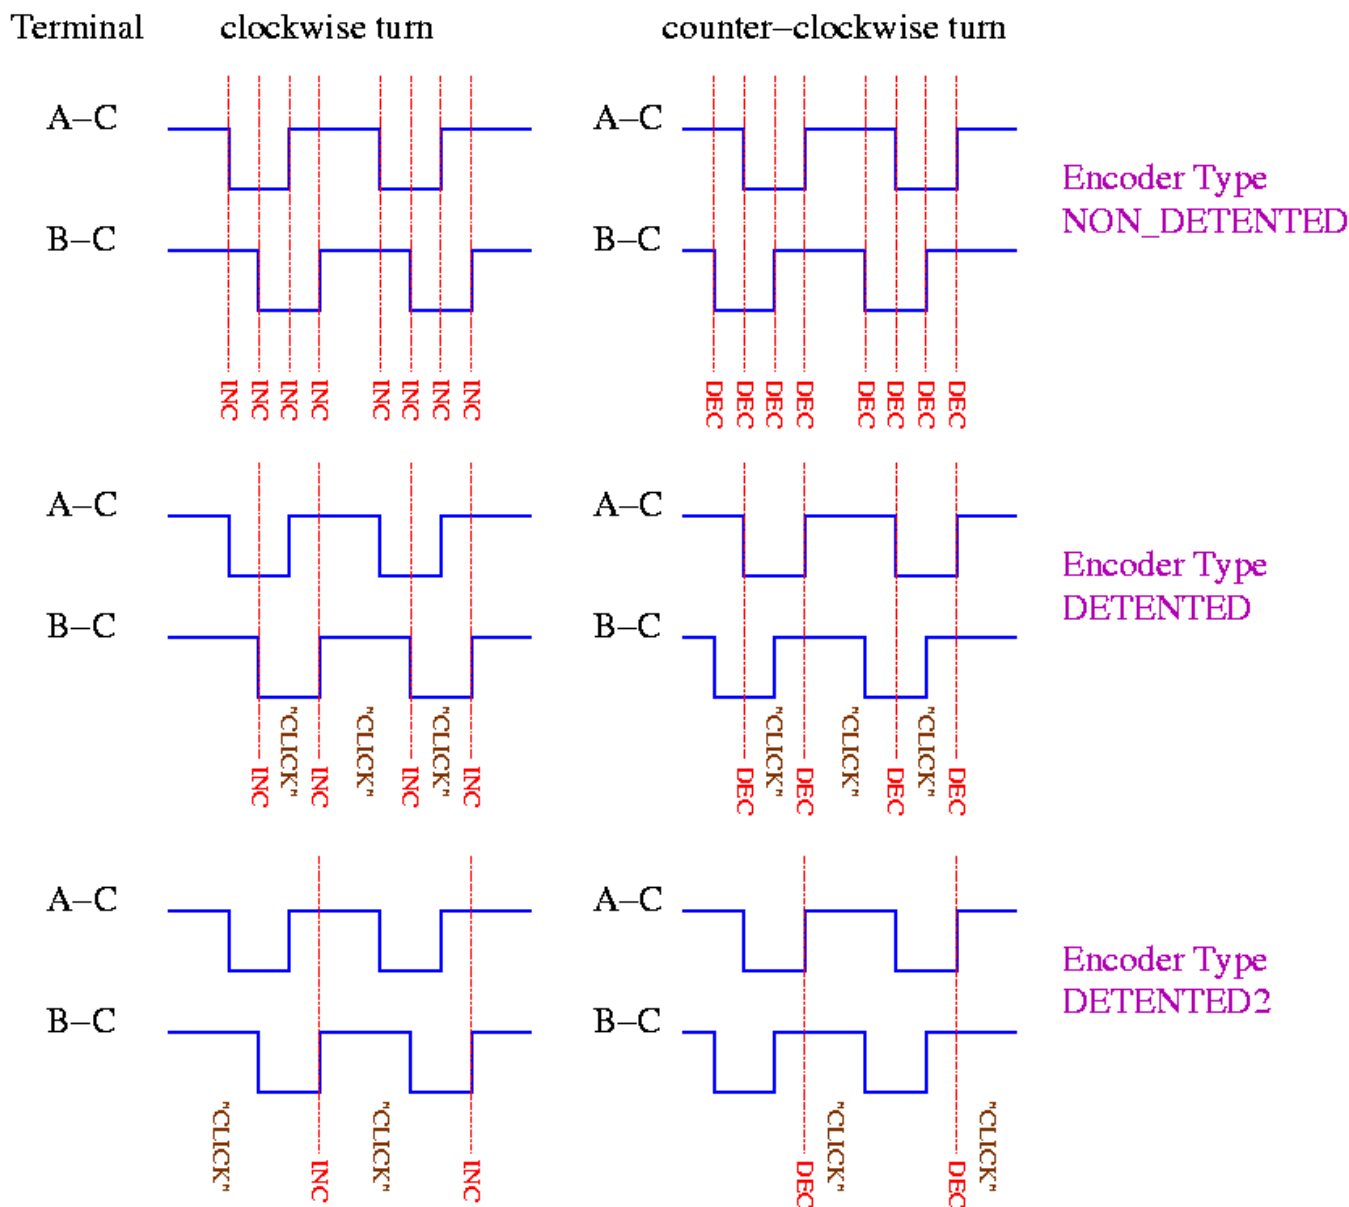 Terminal clockwise turn counter–clockwise turn
A–C A–C
Encoder Type
NON_DETENTED
B–C B–C
INC INC INC INC INC INC INC INC DEC DEC DEC DEC DEC DEC DEC DEC
A–C A–C
Encoder Type
DETENTED
B–C B–C
"CLICK" "CLICK" "CLICK" "CLICK" "CLICK" "CLICK"
INC INC INC INC DEC DEC DEC DEC
A–C A–C
Encoder Type
DETENTED2
B–C B–C
"CLICK" "CLICK" "CLICK" "CLICK"
INC INC DEC DEC